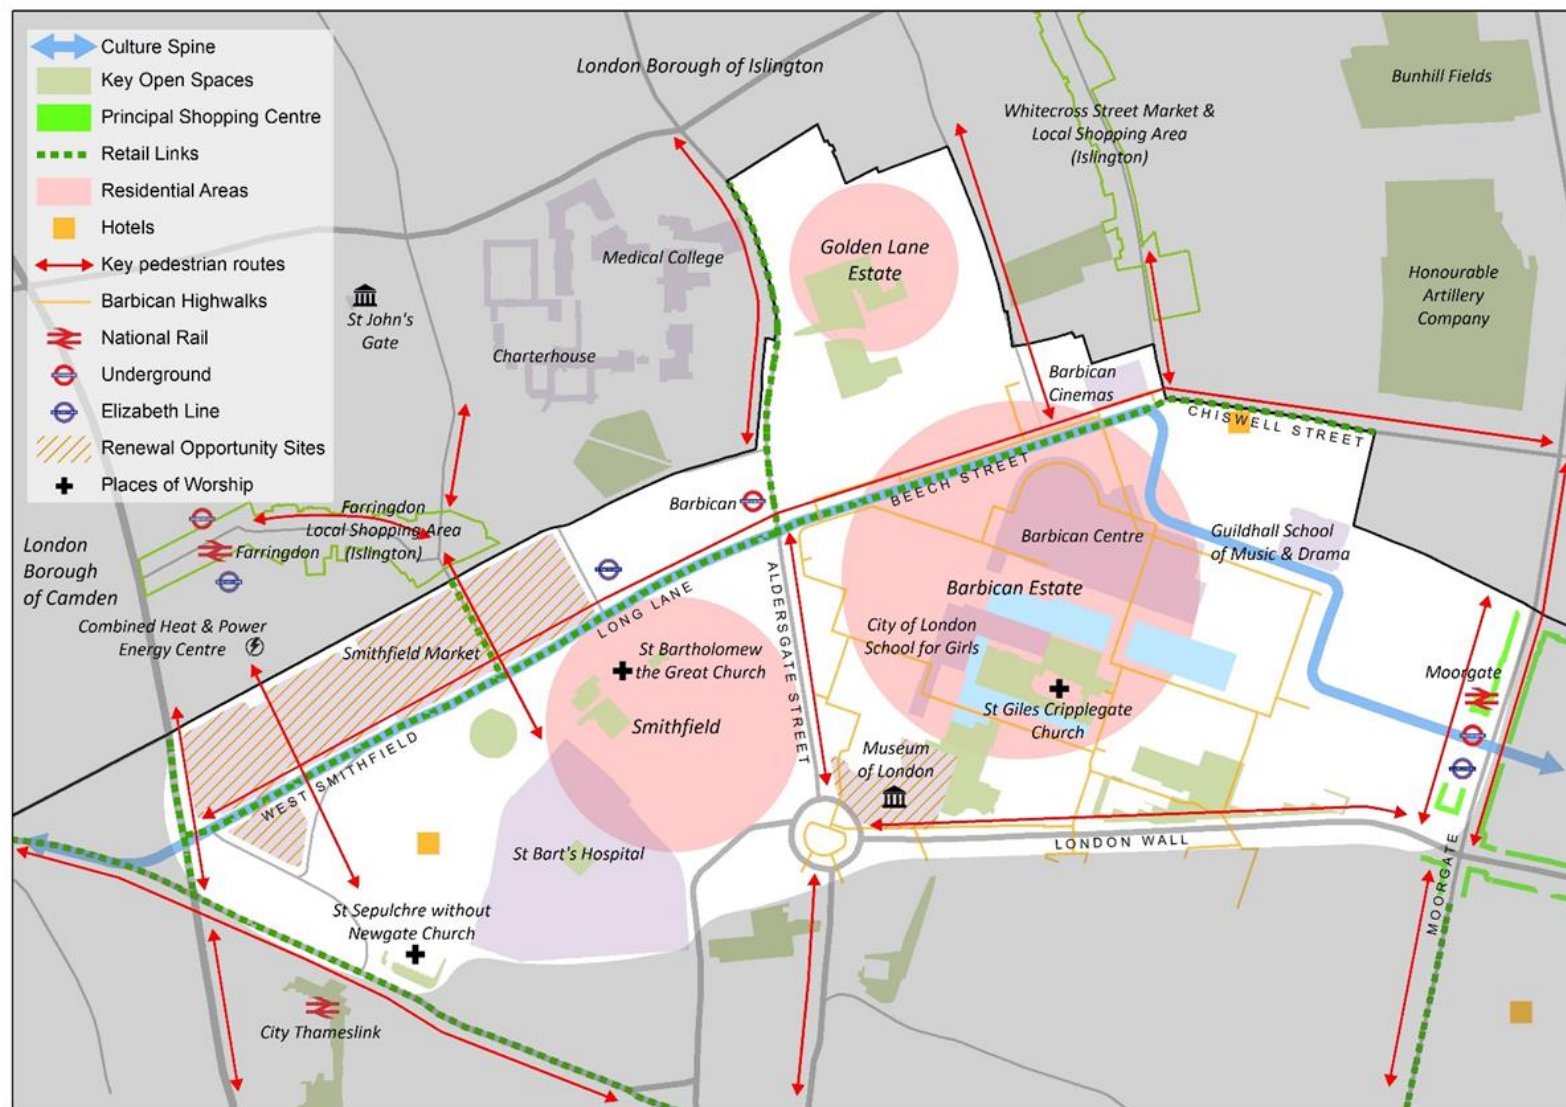 Culture Spine
Key Open Spaces
Principal Shopping Centre
Retail Links
Residential Areas
Hotels
Key pedestrian routes
Barbican Highwalks
National Rail
Underground
Elizabeth Line
Renewal Opportunity Sites
Places of Worship
London Borough of Islington
Bunhill Fields
Whitecross Street Market &
Local Shopping Area
(Islington)
Golden Lane
Estate
Medical College
Honourable
Artillery
Company
St John's
Gate
Charterhouse
Barbican
Cinemas
CHISWELL STREET
BEECH STREET
Barbican
Farringdon
Local Shopping Area
(Islington)
Farringdon
London
Borough
of Camden
Barbican Centre
Guildhall School
of Music & Drama
Barbican Estate
LONG LANE
ALDERSGATE STREET
City of London
School for Girls
Combined Heat & Power
Energy Centre
Smithfield Market
St Bartholomew
the Great Church
Moorgate
St Giles Cripplegate
Church
Smithfield
WEST SMITHFIELD
Museum
of London
LONDON WALL
St Bart's Hospital
MOORGATE
St Sepulchre without
Newgate Church
City Thameslink